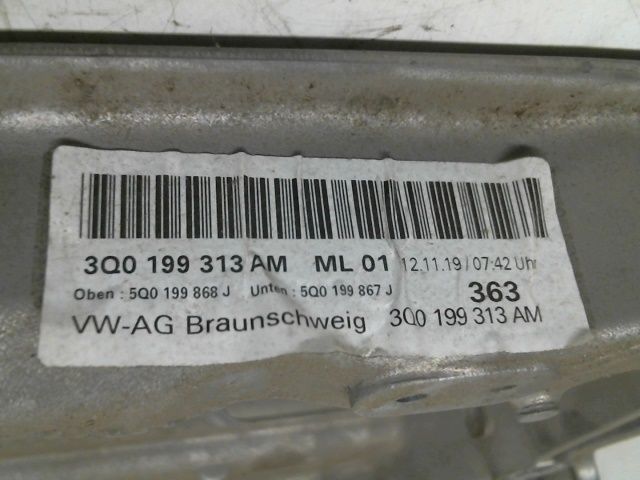 3Q0 199 313 AM ML 01 12.11.19 / 07:42 Uhr
Oben : 5Q0 199 868 J Unten : 5Q0 199 867 J 363
VW-AG Braunschweig 3Q0 199 313 AM